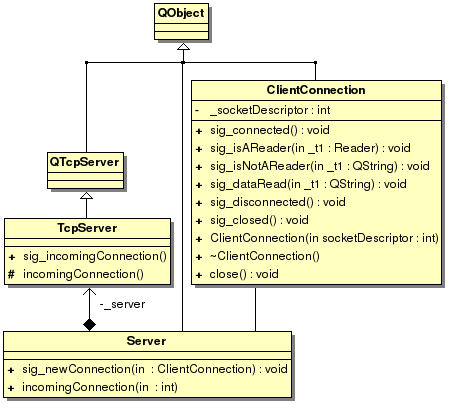 QObject
ClientConnection
- _socketDescriptor : int
+ sig_connected() : void
+ sig_isAReader(in _t1 : Reader) : void
+ sig_isNotAReader(in _t1 : QString) : void
+ sig_dataRead(in _t1 : QString) : void
+ sig_disconnected() : void
+ sig_closed() : void
+ ClientConnection(in socketDescriptor : int)
+ ~ClientConnection()
+ close() : void
QTcpServer
TcpServer
+ sig_incomingConnection()
# incomingConnection()
-_server
Server
+ sig_newConnection(in : ClientConnection) : void
+ incomingConnection(in : int)